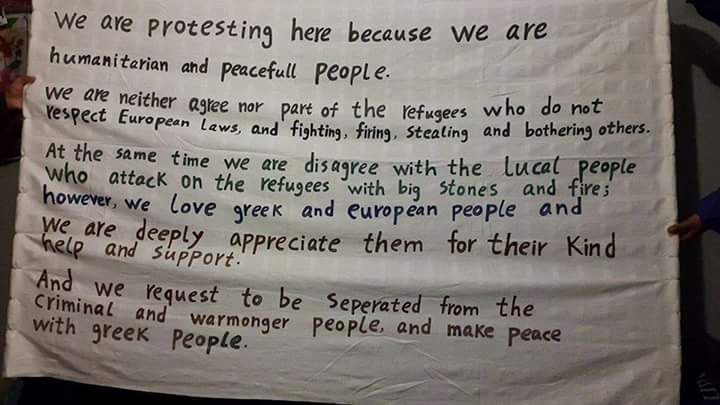 We are protesting here because we are
humanitarian and peacefull people.
We are neither agree nor part of the refugees who do not
respect European Laws, and fighting, firing, stealing and bothering others.
At the same time we are disagree with the Lucal people
who attack on the refugees with big stones and fire;
however, we love greek and european people and
We are deeply appreciate them for their Kind
help and support.
And we request to be seperated from the
criminal and warmonger people, and make peace
with greek people.